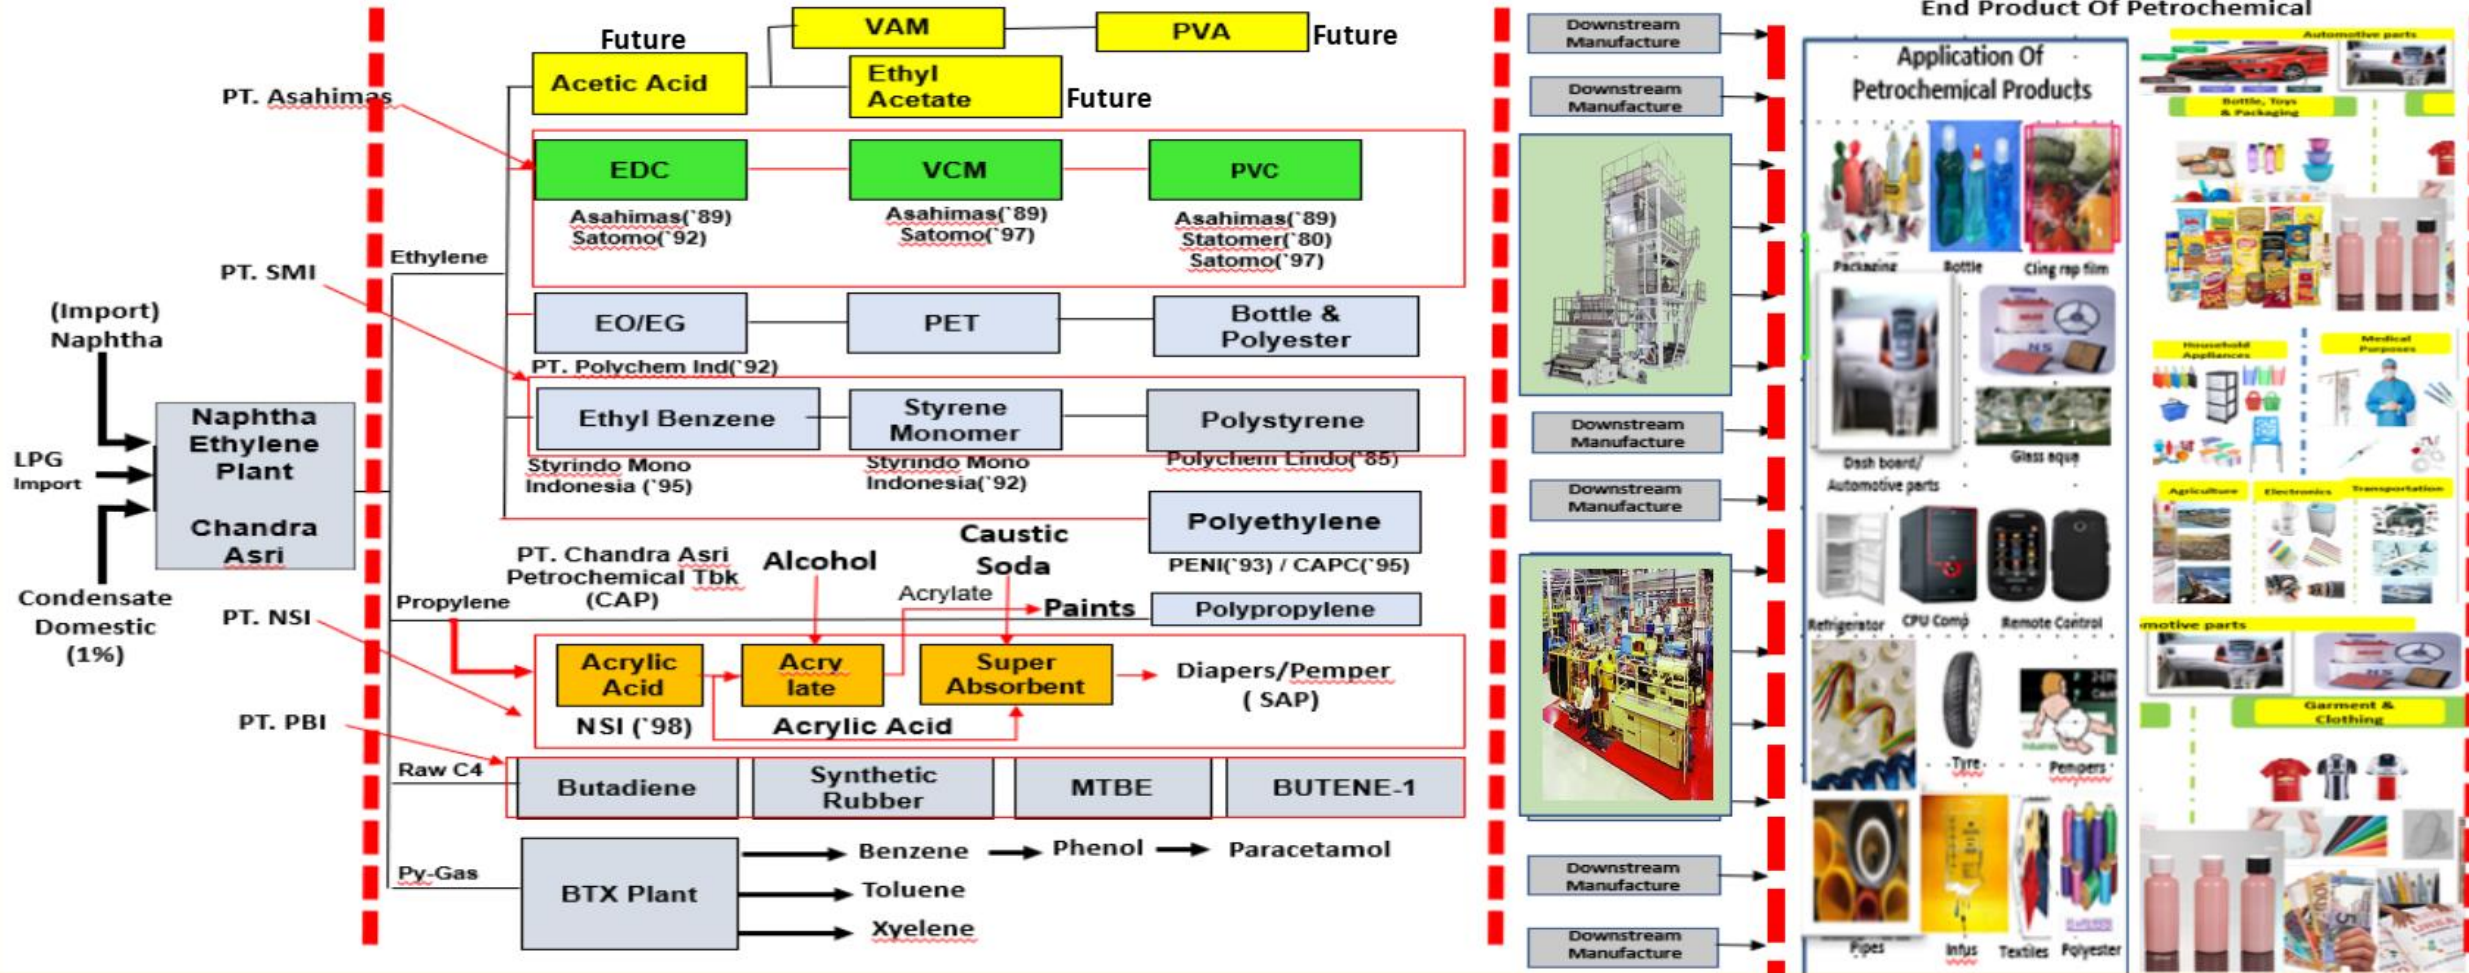 End Product Of Petrochemical
VAM
PVA
Future
Future
Acetic Acid
Ethyl
Acetate
Future
PT. Asahimas
EDC
VCM
PVC
Asahimas(`89)
Satomo(`92)
Asahimas(`89)
Satomo(`97)
Asahimas(`89)
Statomer(`80)
Satomo(`97)
Ethylene
PT. SMI
EO/EG
PET
Bottle &
Polyester
PT. Polychem Ind(`92)
(Import)
Naphtha
Ethyl Benzene
Styrene
Monomer
Polystyrene
Styrindo Mono
Indonesia (`95)
Styrindo Mono
Indonesia(`92)
Polychem Lindo(`85)
Naphtha
Ethylene
Plant
Chandra
Asri
LPG
Import
Condensate
Domestic
(1%)
Polyethylene
PENI(`93) / CAPC(`95)
PT. Chandra Asri
Petrochemical Tbk
(CAP)
Alcohol
Caustic
Soda
Acrylate
Paints
Propylene
Polypropylene
PT. NSI
Acrylic
Acid
Acry
late
Super
Absorbent
Diapers/Pemper
( SAP)
NSI (`98)
Acrylic Acid
PT. PBI
Raw C4
Butadiene
Synthetic
Rubber
MTBE
BUTENE-1
Py-Gas
BTX Plant
Benzene
Phenol
Paracetamol
Toluene
Xyelene
Downstream
Manufacture
Downstream
Manufacture
Downstream
Manufacture
Downstream
Manufacture
Downstream
Manufacture
Downstream
Manufacture
Application Of
Petrochemical Products
Packaging
Bottle
Cling rap film
Dash board/
Automotive parts
Glass aqua
Refrigerator
CPU Comp
Remote Control
Tyre
Pempers
Pipes
Infus
Textiles
Polyester
Automotive parts
Bottle, Toys
& Packaging
Household
Appliances
Medical
Purposes
Agriculture
Electronics
Transportation
motive parts
Garment &
Clothing